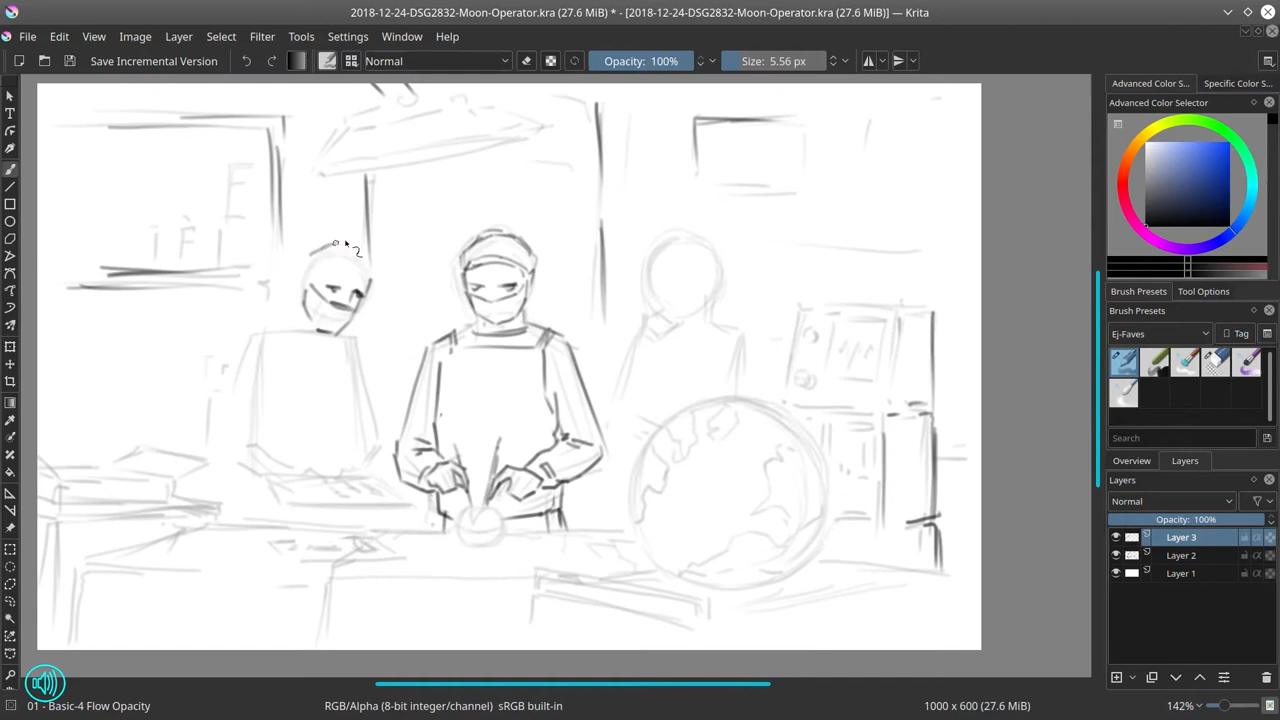 2018-12-24-DSG2832-Moon-Operator.kra (27.6 MiB) * - [2018-12-24-DSG2832-Moon-Operator.kra (27.6 MiB)] — Krita
File Edit View Image Layer Select Filter Tools Settings Window Help
Save Incremental Version Normal Opacity: 100% Size: 5.56 px
Advanced Color S... Specific Color S...
Advanced Color Selector
Brush Presets Tool Options
Brush Presets
Ej-Faves Tag
Search
Overview Layers
Layers
Normal
Opacity: 100%
Layer 3
Layer 2
Layer 1
01 - Basic-4 Flow Opacity RGB/Alpha (8-bit integer/channel) sRGB built-in 1000 x 600 (27.6 MiB) 142%